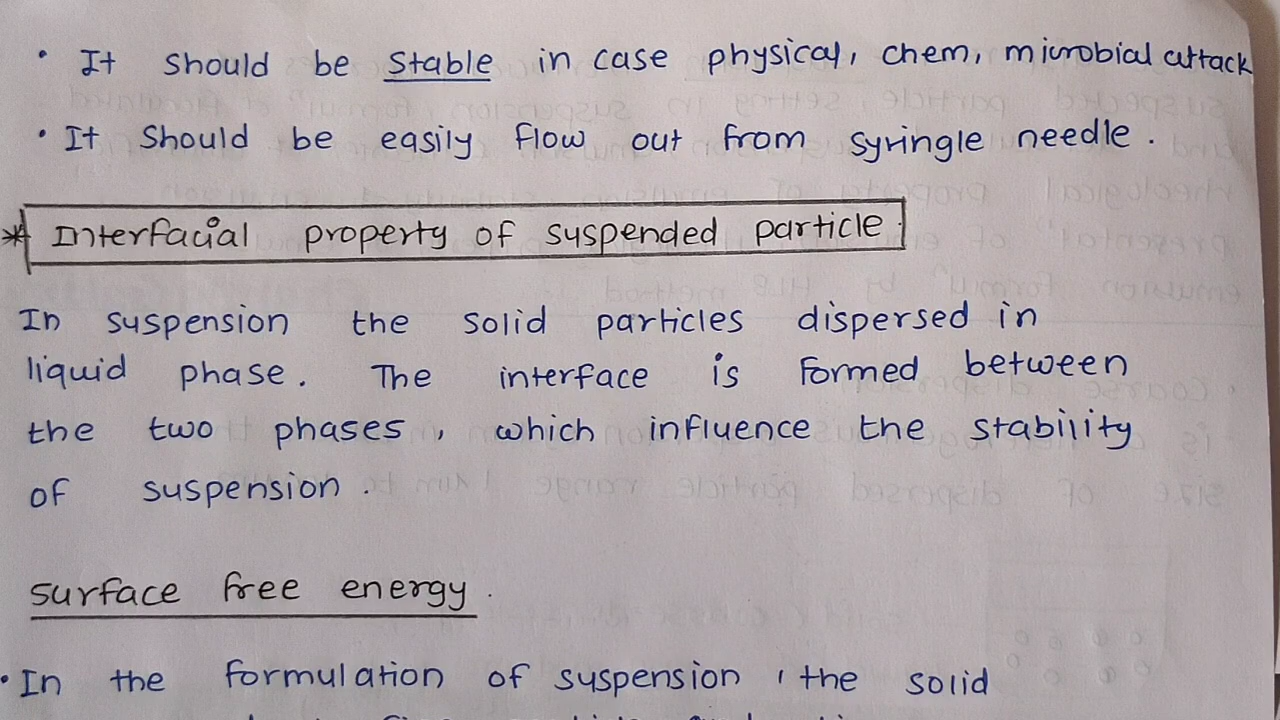 • It should be Stable in case physical, chem, microbial attack
• It should be easily flow out from syringle needle.
* Interfacial property of suspended particle
In suspension the solid particles dispersed in
liquid phase. The interface is formed between
the two phases, which influence the stability
of suspension.
surface free energy.
• In the formulation of suspension, the solid